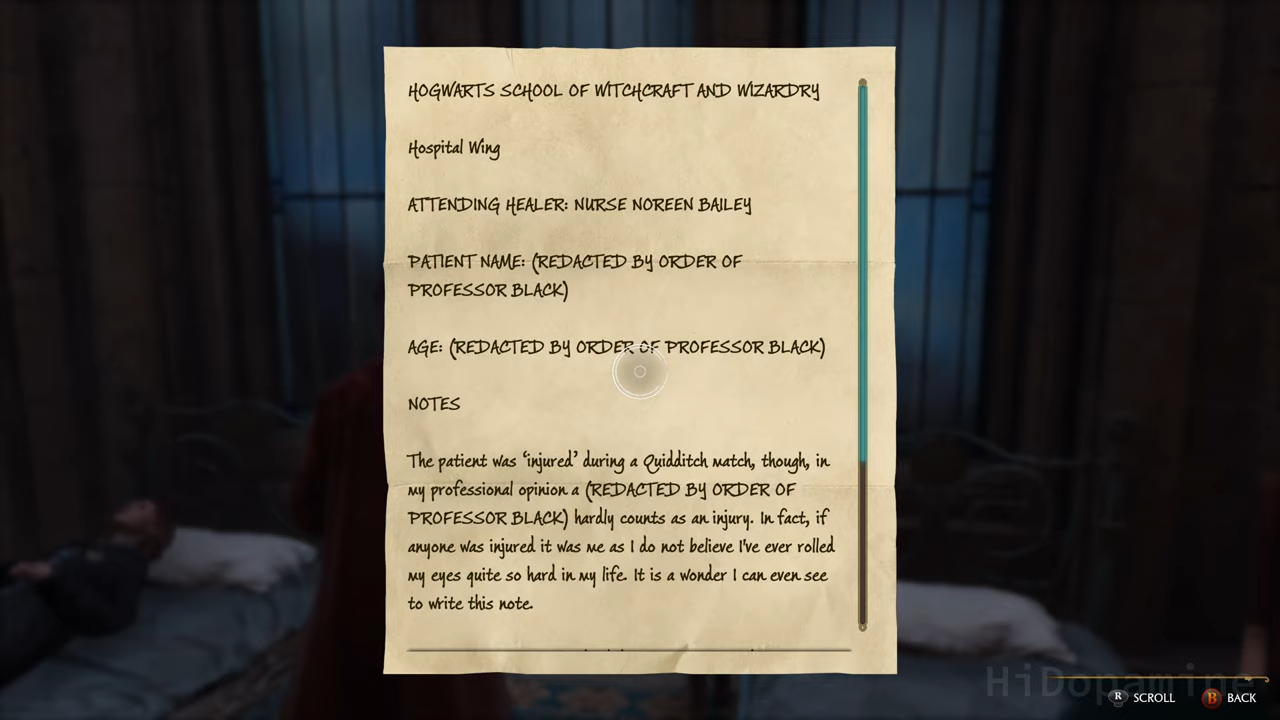 HOGWARTS SCHOOL OF WITCHCRAFT AND WIZARDRY
Hospital Wing
ATTENDING HEALER: NURSE NOREEN BAILEY
PATIENT NAME: (REDACTED BY ORDER OF
PROFESSOR BLACK)
AGE: (REDACTED BY ORDER OF PROFESSOR BLACK)
NOTES
The patient was ‘injured’ during a Quidditch match, though, in
my professional opinion a (REDACTED BY ORDER OF
PROFESSOR BLACK) hardly counts as an injury. In fact, if
anyone was injured it was me as I do not believe I've ever rolled
my eyes quite so hard in my life. It is a wonder I can even see
to write this note.
HiDopamine
R SCROLL B BACK